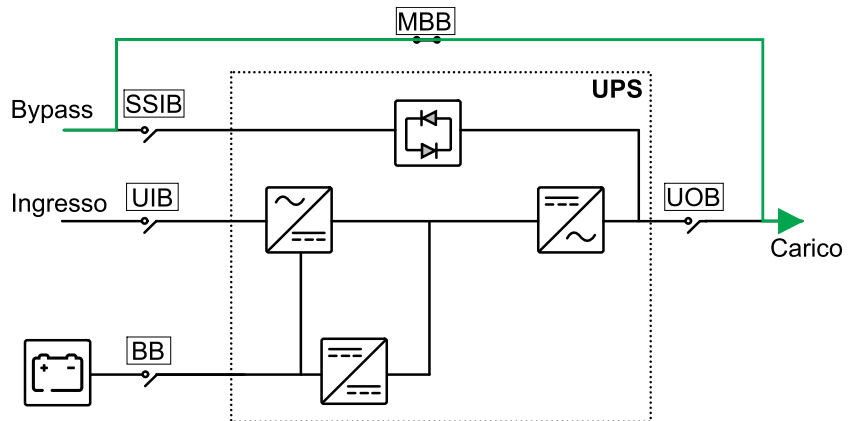 MBB
UPS
Bypass
SSIB
Ingresso
UIB
UOB
Carico
BB